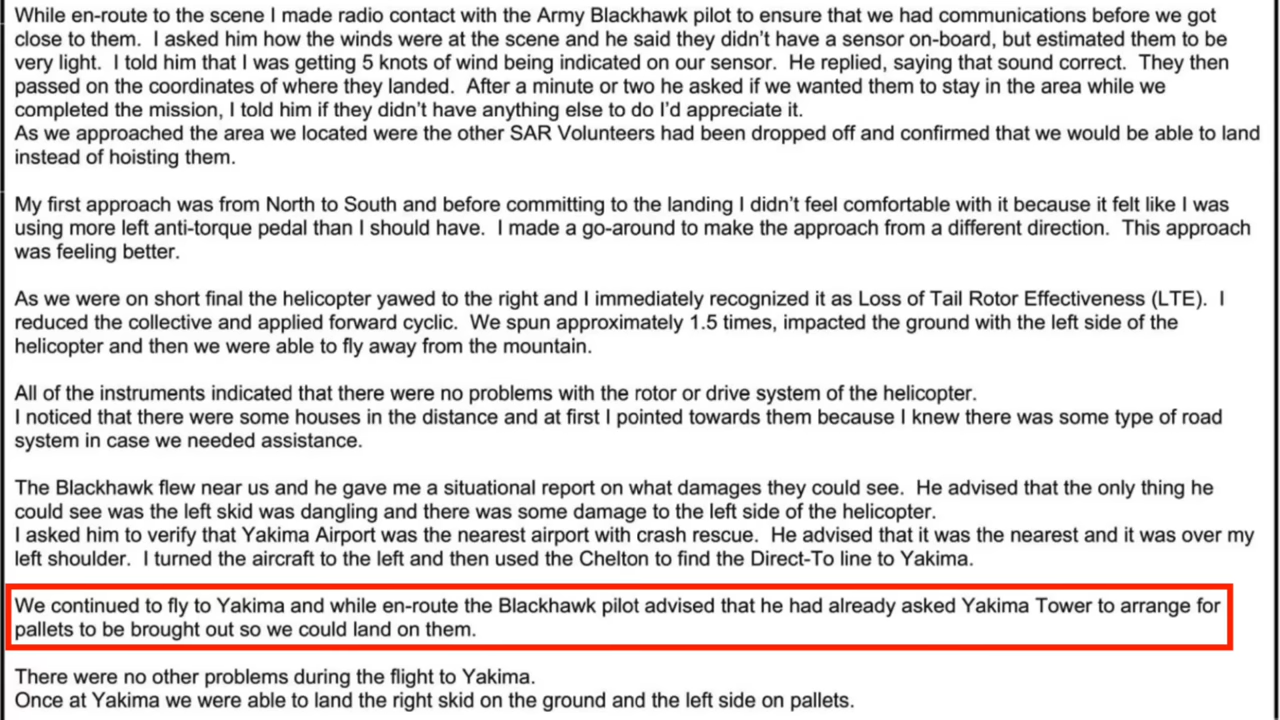 While en-route to the scene I made radio contact with the Army Blackhawk pilot to ensure that we had communications before we got
close to them.  I asked him how the winds were at the scene and he said they didn't have a sensor on-board, but estimated them to be
very light.  I told him that I was getting 5 knots of wind being indicated on our sensor.  He replied, saying that sound correct.  They then
passed on the coordinates of where they landed.  After a minute or two he asked if we wanted them to stay in the area while we
completed the mission, I told him if they didn't have anything else to do I'd appreciate it.
As we approached the area we located were the other SAR Volunteers had been dropped off and confirmed that we would be able to land
instead of hoisting them.
My first approach was from North to South and before committing to the landing I didn't feel comfortable with it because it felt like I was
using more left anti-torque pedal than I should have.  I made a go-around to make the approach from a different direction.  This approach
was feeling better.
As we were on short final the helicopter yawed to the right and I immediately recognized it as Loss of Tail Rotor Effectiveness (LTE).  I
reduced the collective and applied forward cyclic.  We spun approximately 1.5 times, impacted the ground with the left side of the
helicopter and then we were able to fly away from the mountain.
All of the instruments indicated that there were no problems with the rotor or drive system of the helicopter.
I noticed that there were some houses in the distance and at first I pointed towards them because I knew there was some type of road
system in case we needed assistance.
The Blackhawk flew near us and he gave me a situational report on what damages they could see.  He advised that the only thing he
could see was the left skid was dangling and there was some damage to the left side of the helicopter.
I asked him to verify that Yakima Airport was the nearest airport with crash rescue.  He advised that it was the nearest and it was over my
left shoulder.  I turned the aircraft to the left and then used the Chelton to find the Direct-To line to Yakima.
We continued to fly to Yakima and while en-route the Blackhawk pilot advised that he had already asked Yakima Tower to arrange for
pallets to be brought out so we could land on them.
There were no other problems during the flight to Yakima.
Once at Yakima we were able to land the right skid on the ground and the left side on pallets.